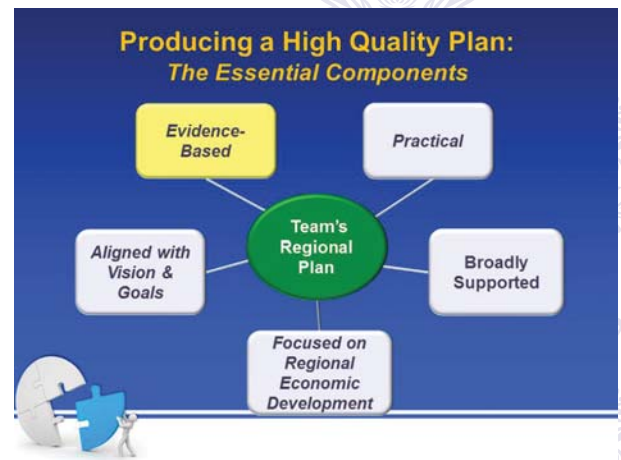 Producing a High Quality Plan:
The Essential Components
Evidence-
Based
Practical
Team's
Regional
Plan
Aligned with
Vision &
Goals
Broadly
Supported
Focused on
Regional
Economic
Development